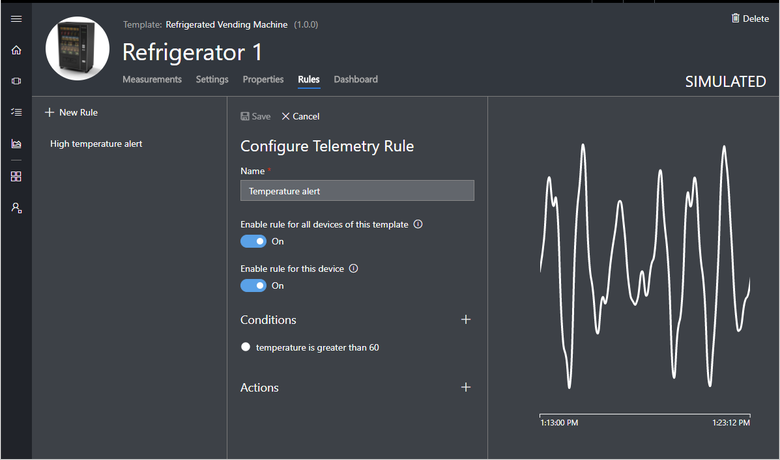 Template: Refrigerated Vending Machine (1.0.0)
Delete
Refrigerator 1
Measurements Settings Properties Rules Dashboard
SIMULATED
New Rule
High temperature alert
Save Cancel
Configure Telemetry Rule
Name *
Temperature alert
Enable rule for all devices of this template
On
Enable rule for this device
On
Conditions
temperature is greater than 60
Actions
1:13:00 PM 1:23:12 PM